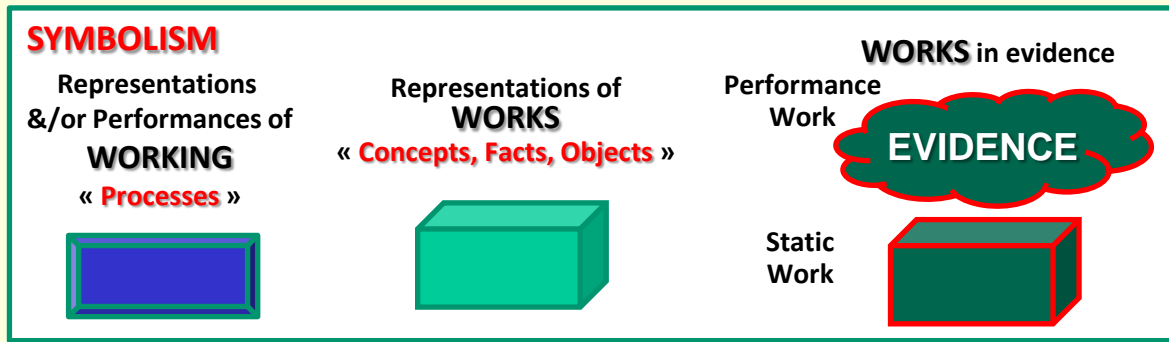 SYMBOLISM
Representations
&/or Performances of
WORKING
« Processes »
Representations of
WORKS
« Concepts, Facts, Objects »
WORKS in evidence
Performance
Work
EVIDENCE
Static
Work